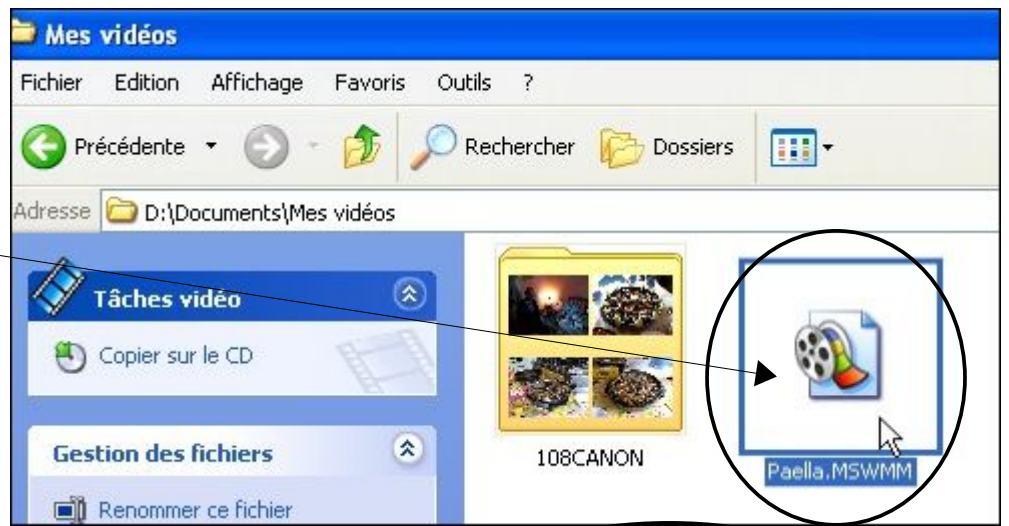 Mes vidéos
Fichier Edition Affichage Favoris Outils ?
Précédente Rechercher Dossiers
Adresse D:\Documents\Mes vidéos
Tâches vidéo
Copier sur le CD
Gestion des fichiers
Renommer ce fichier
108CANON
Paella.MSWMM